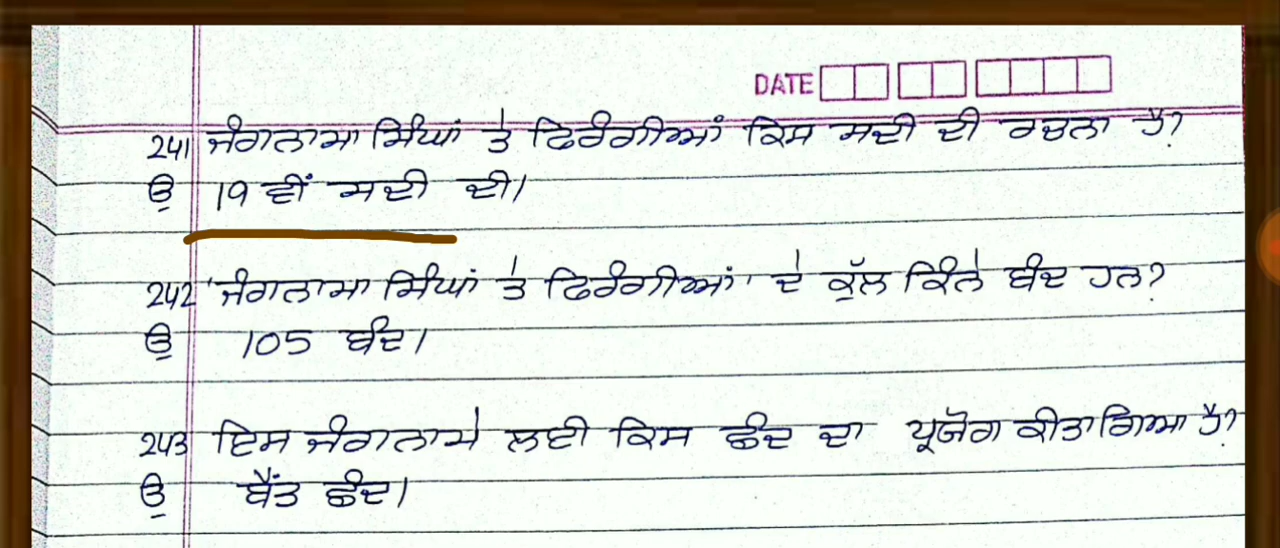 DATE
241 ਜੰਗਨਾਮਾ ਸਿੰਘਾਂ ਤੇ ਫਿਰੰਗੀਆਂ ਕਿਸ ਸਦੀ ਦੀ ਰਚਨਾ ਹੈ?
ਉ 19 ਵੀਂ ਸਦੀ ਦੀ।
242 'ਜੰਗਨਾਮਾ ਸਿੰਘਾਂ ਤੇ ਫਿਰੰਗੀਆਂ' ਦੇ ਕੁੱਲ ਕਿੰਨੇ ਬੰਦ ਹਨ?
ਉ 105 ਬੰਦ।
243 ਇਸ ਜੰਗਨਾਮੇ ਲਈ ਕਿਸ ਛੰਦ ਦਾ ਪ੍ਰਯੋਗ ਕੀਤਾ ਗਿਆ ਹੈ?
ਉ ਬੈਂਤ ਛੰਦ।